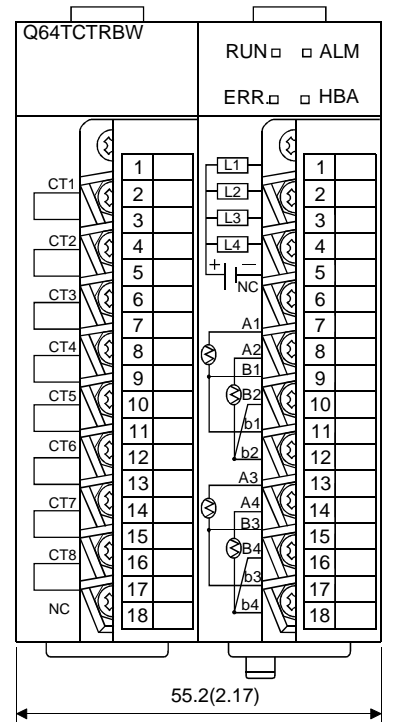 Q64TCTRBW
RUN ALM
ERR. HBA
CT1
CT2
CT3
CT4
CT5
CT6
CT7
CT8
NC
1
2
3
4
5
6
7
8
9
10
11
12
13
14
15
16
17
18
L1
L2
L3
L4
+ −
NC
A1
A2
B1
B2
b1
b2
A3
A4
B3
B4
b3
b4
1
2
3
4
5
6
7
8
9
10
11
12
13
14
15
16
17
18
55.2(2.17)